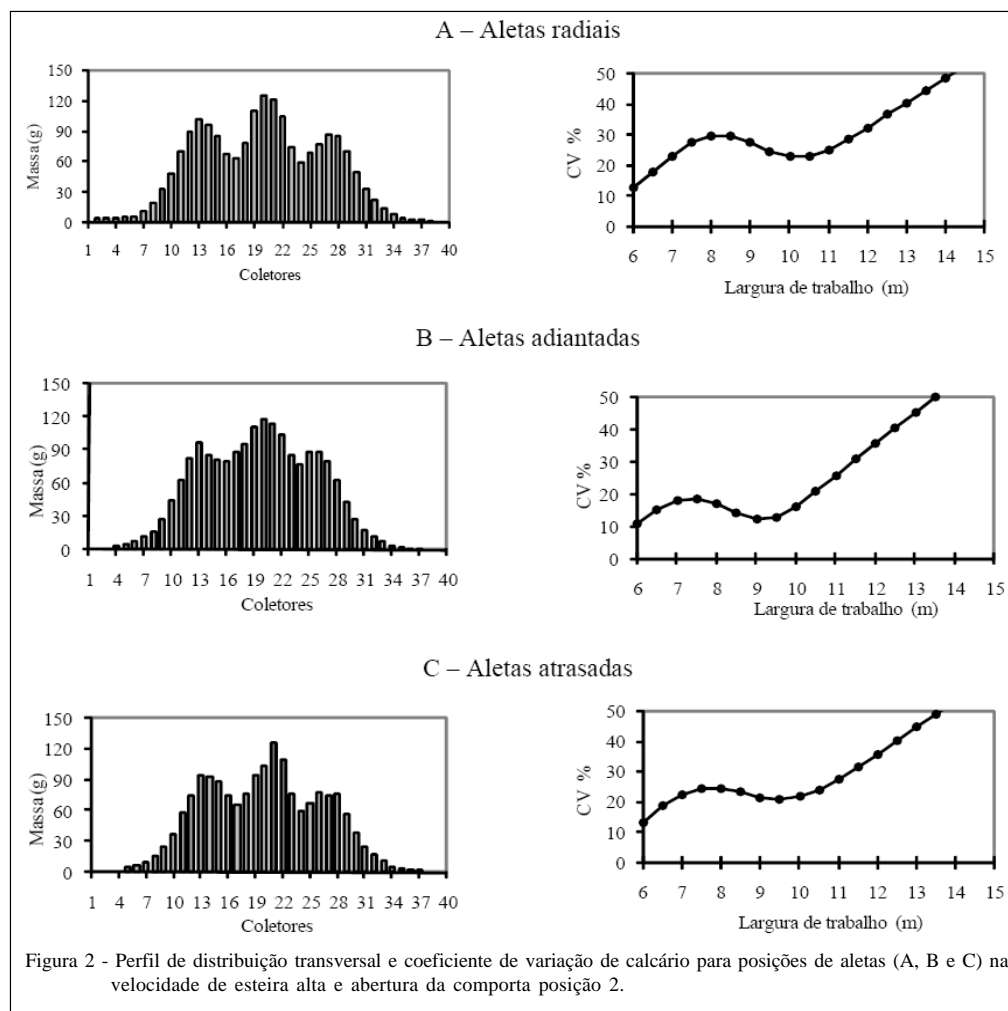 A – Aletas radiais
Massa (g)
150
120
90
60
30
0
1 4 7 10 13 16 19 22 25 28 31 34 37 40
Coletores
CV %
50
40
30
20
10
0
6 7 8 9 10 11 12 13 14 15
Largura de trabalho (m)
B – Aletas adiantadas
Massa (g)
150
120
90
60
30
0
1 4 7 10 13 16 19 22 25 28 31 34 37 40
Coletores
CV %
50
40
30
20
10
0
6 7 8 9 10 11 12 13 14 15
Largura de trabalho (m)
C – Aletas atrasadas
Massa (g)
150
120
90
60
30
0
1 4 7 10 13 16 19 22 25 28 31 34 37 40
Coletores
CV %
50
40
30
20
10
0
6 7 8 9 10 11 12 13 14 15
Largura de trabalho (m)
Figura 2 - Perfil de distribuição transversal e coeficiente de variação de calcário para posições de aletas (A, B e C) na
velocidade de esteira alta e abertura da comporta posição 2.